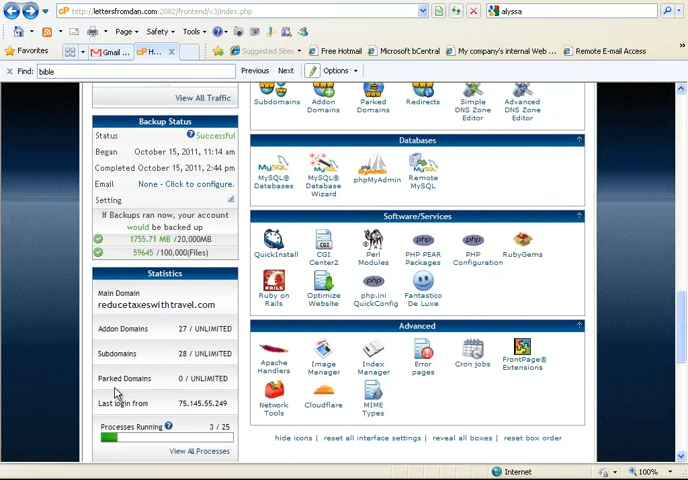 http://lettersfromdan.com:2082/frontend/x3/index.php
alyssa
Page
Safety
Tools
Favorites
Gmail ...
H...
Suggested Sites
Free Hotmail
Microsoft bCentral
My company's internal Web ...
Remote E-mail Access
Find: bible
Previous
Next
Options
View All Traffic
Subdomains
Addon Domains
Parked Domains
Redirects
Simple DNS Zone Editor
Advanced DNS Zone Editor
Backup Status
Status Successful
Began October 15, 2011, 11:14 am
Completed October 15, 2011, 2:44 pm
Email None - Click to configure.
Setting
If Backups ran now, your account
would be backed up
1755.71 MB /20,000MB
59645 /100,000(Files)
Databases
MySQL® Databases
MySQL® Database Wizard
phpMyAdmin
Remote MySQL
Software/Services
QuickInstall
CGI Center2
Perl Modules
PHP PEAR Packages
PHP Configuration
RubyGems
Ruby on Rails
Optimize Website
php.ini QuickConfig
Fantastico De Luxe
Statistics
Main Domain
reducetaxeswithtravel.com
Addon Domains 27 / UNLIMITED
Subdomains 28 / UNLIMITED
Parked Domains 0 / UNLIMITED
Last login from 75.145.55.249
Processes Running 3 / 25
View All Processes
Advanced
Apache Handlers
Image Manager
Index Manager
Error pages
Cron jobs
FrontPage® Extensions
Network Tools
Cloudflare
MIME Types
hide icons | reset all interface settings | reveal all boxes | reset box order
Internet
100%